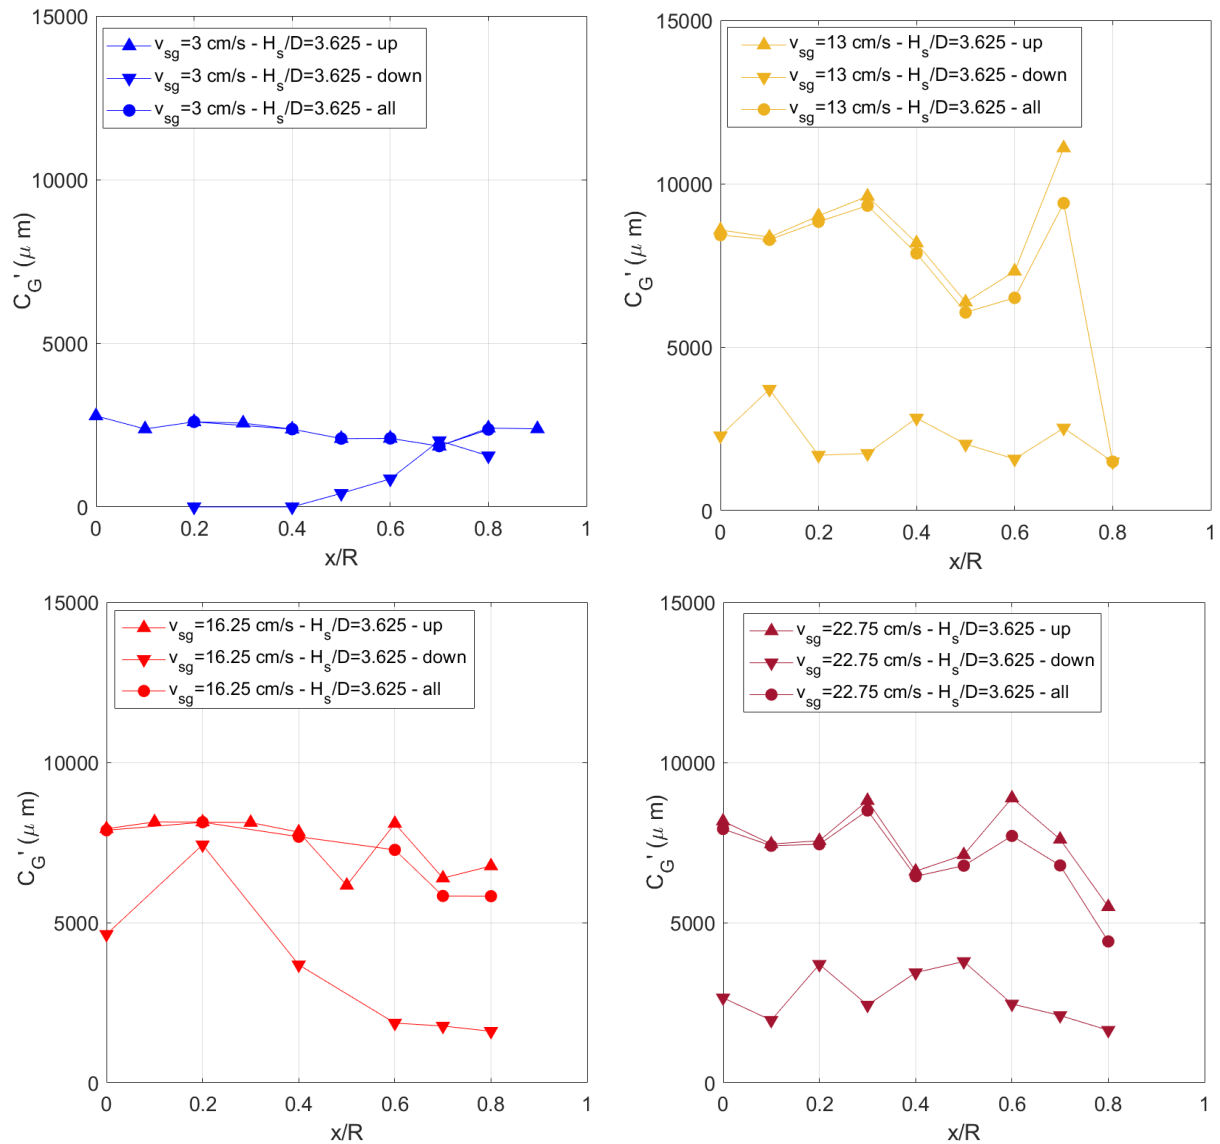 15000
10000
5000
0
C_G' (μ m)
v_sg=3 cm/s - H_s/D=3.625 - up
v_sg=3 cm/s - H_s/D=3.625 - down
v_sg=3 cm/s - H_s/D=3.625 - all
0 0.2 0.4 0.6 0.8 1
x/R
15000
10000
5000
0
C_G' (μ m)
v_sg=13 cm/s - H_s/D=3.625 - up
v_sg=13 cm/s - H_s/D=3.625 - down
v_sg=13 cm/s - H_s/D=3.625 - all
0 0.2 0.4 0.6 0.8 1
x/R
15000
10000
5000
0
C_G' (μ m)
v_sg=16.25 cm/s - H_s/D=3.625 - up
v_sg=16.25 cm/s - H_s/D=3.625 - down
v_sg=16.25 cm/s - H_s/D=3.625 - all
0 0.2 0.4 0.6 0.8 1
x/R
15000
10000
5000
0
C_G' (μ m)
v_sg=22.75 cm/s - H_s/D=3.625 - up
v_sg=22.75 cm/s - H_s/D=3.625 - down
v_sg=22.75 cm/s - H_s/D=3.625 - all
0 0.2 0.4 0.6 0.8 1
x/R